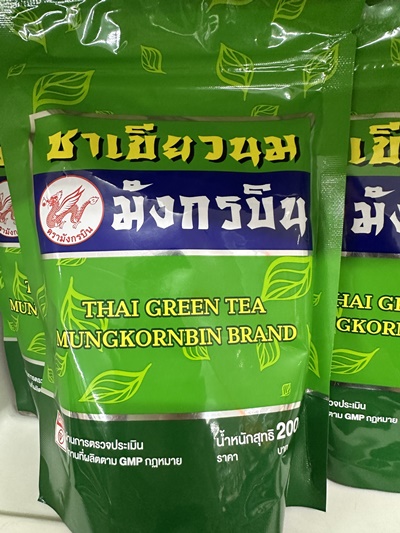 ชาเขียวนม
มังกรบิน
ตรามังกรบิน
THAI GREEN TEA
MUNGKORNBIN BRAND
านการตรวจประเมิน
านที่ผลิตตาม GMP กฎหมาย
น้ำหนักสุทธิ 200
ราคา บาท